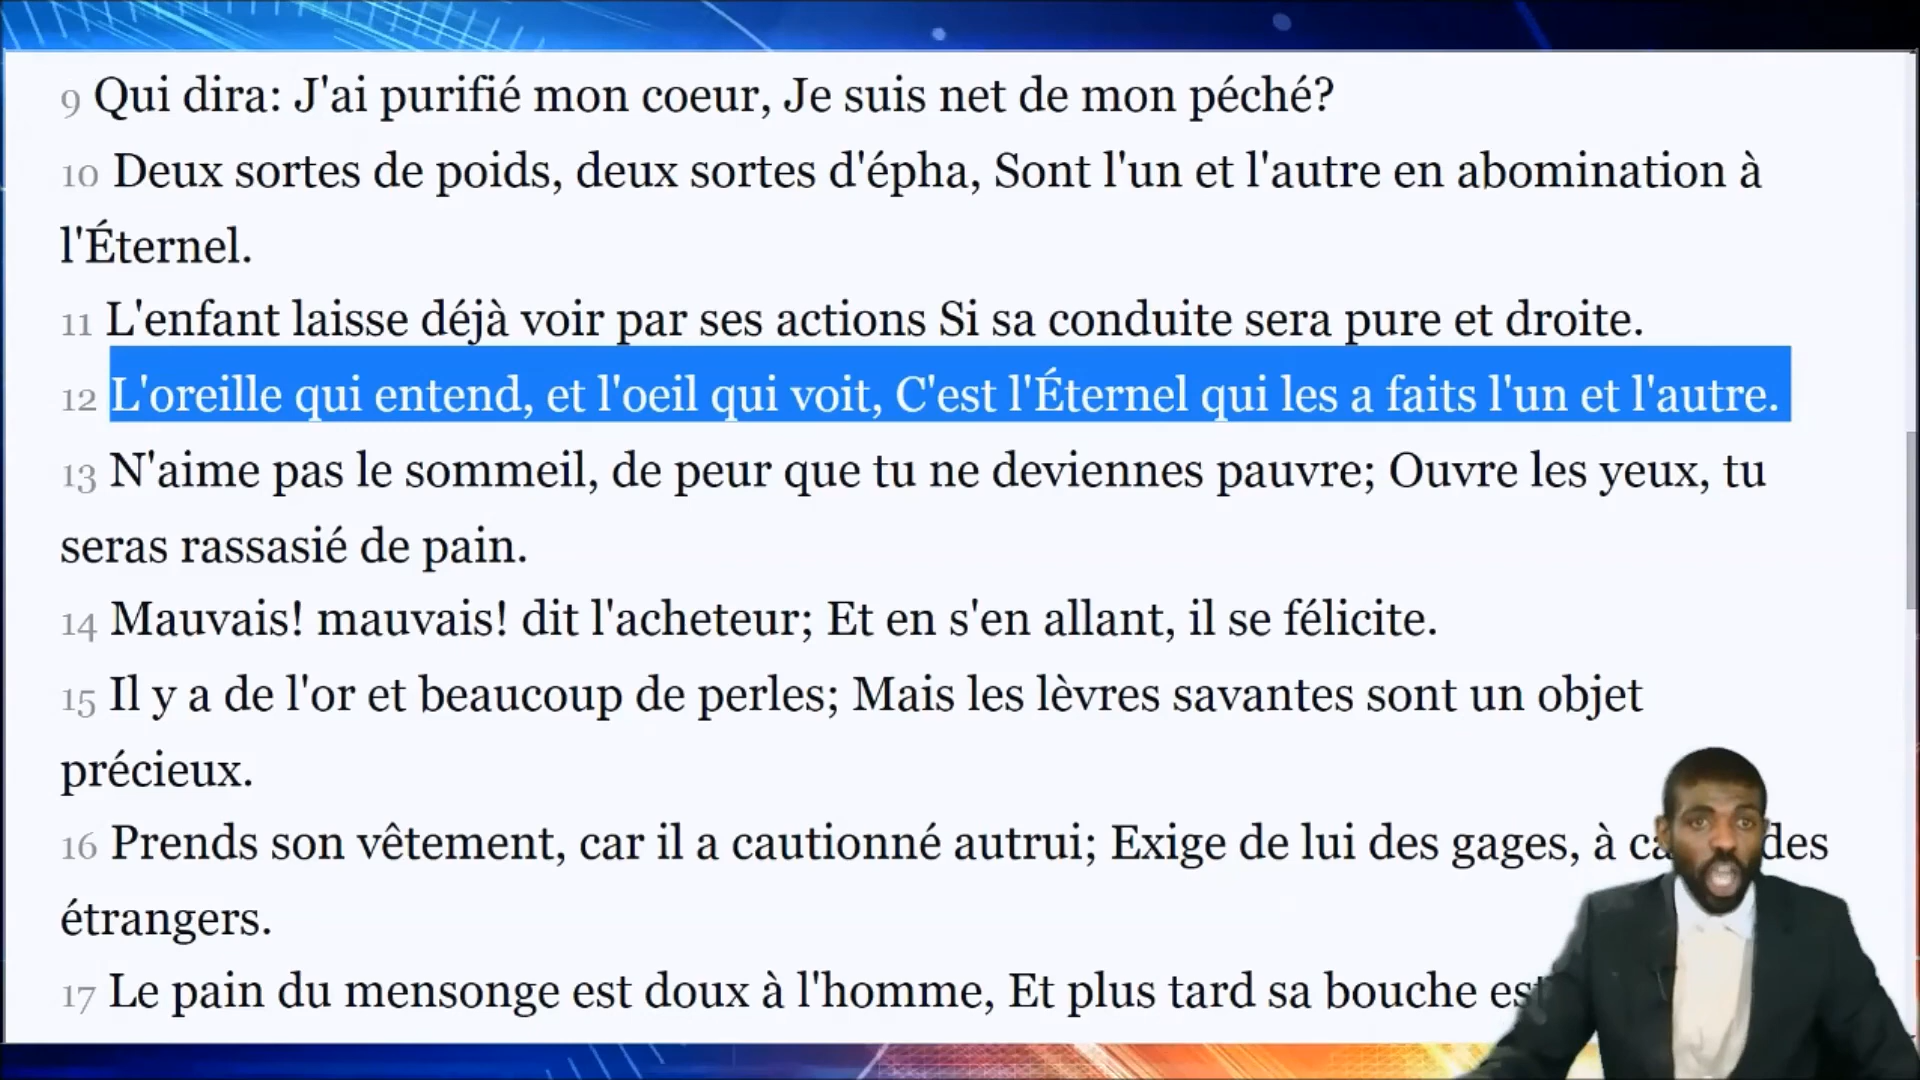 9 Qui dira: J'ai purifié mon coeur, Je suis net de mon péché?
10 Deux sortes de poids, deux sortes d'épha, Sont l'un et l'autre en abomination à
l'Éternel.
11 L'enfant laisse déjà voir par ses actions Si sa conduite sera pure et droite.
12 L'oreille qui entend, et l'oeil qui voit, C'est l'Éternel qui les a faits l'un et l'autre.
13 N'aime pas le sommeil, de peur que tu ne deviennes pauvre; Ouvre les yeux, tu
seras rassasié de pain.
14 Mauvais! mauvais! dit l'acheteur; Et en s'en allant, il se félicite.
15 Il y a de l'or et beaucoup de perles; Mais les lèvres savantes sont un objet
précieux.
16 Prends son vêtement, car il a cautionné autrui; Exige de lui des gages, à des
étrangers.
17 Le pain du mensonge est doux à l'homme, Et plus tard sa bouche